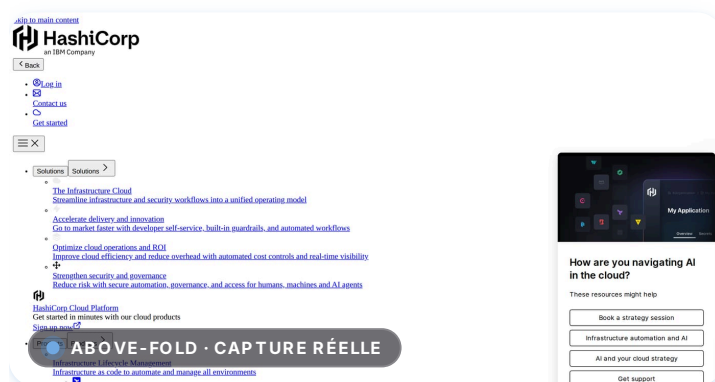 Skip to main content
HashiCorp
an IBM Company
Back
Log in
Contact us
Get started
Solutions Solutions
The Infrastructure Cloud
Streamline infrastructure and security workflows into a unified operating model
Accelerate delivery and innovation
Go to market faster with developer self-service, built-in guardrails, and automated workflows
Optimize cloud operations and ROI
Improve cloud efficiency and reduce overhead with automated cost controls and real-time visibility
Strengthen security and governance
Reduce risk with secure automation, governance, and access for humans, machines and AI agents
HashiCorp Cloud Platform
Get started in minutes with our cloud products
Sign up now
ABOVE-FOLD · CAPTURE RÉELLE
Infrastructure Lifecycle Management
Infrastructure as code to automate and manage all environments
My Application
Overview
How are you navigating AI
in the cloud?
These resources might help
Book a strategy session
Infrastructure automation and AI
AI and your cloud strategy
Get support